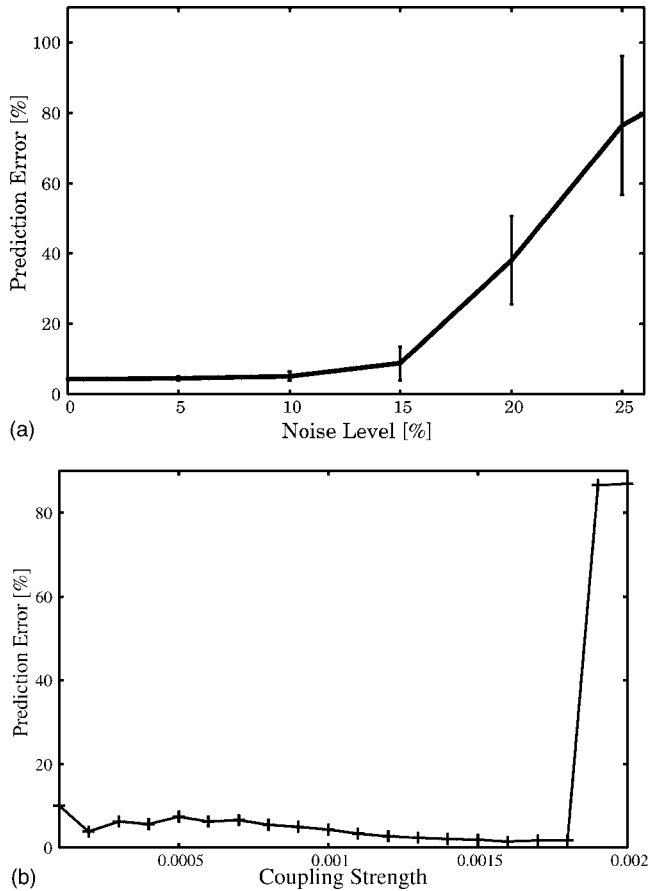 100
80
60
40
20
0
Prediction Error [%]
0 5 10 15 20 25
(a)
Noise Level [%]
80
60
40
20
0
Prediction Error [%]
0.0005 0.001 0.0015 0.002
(b)
Coupling Strength